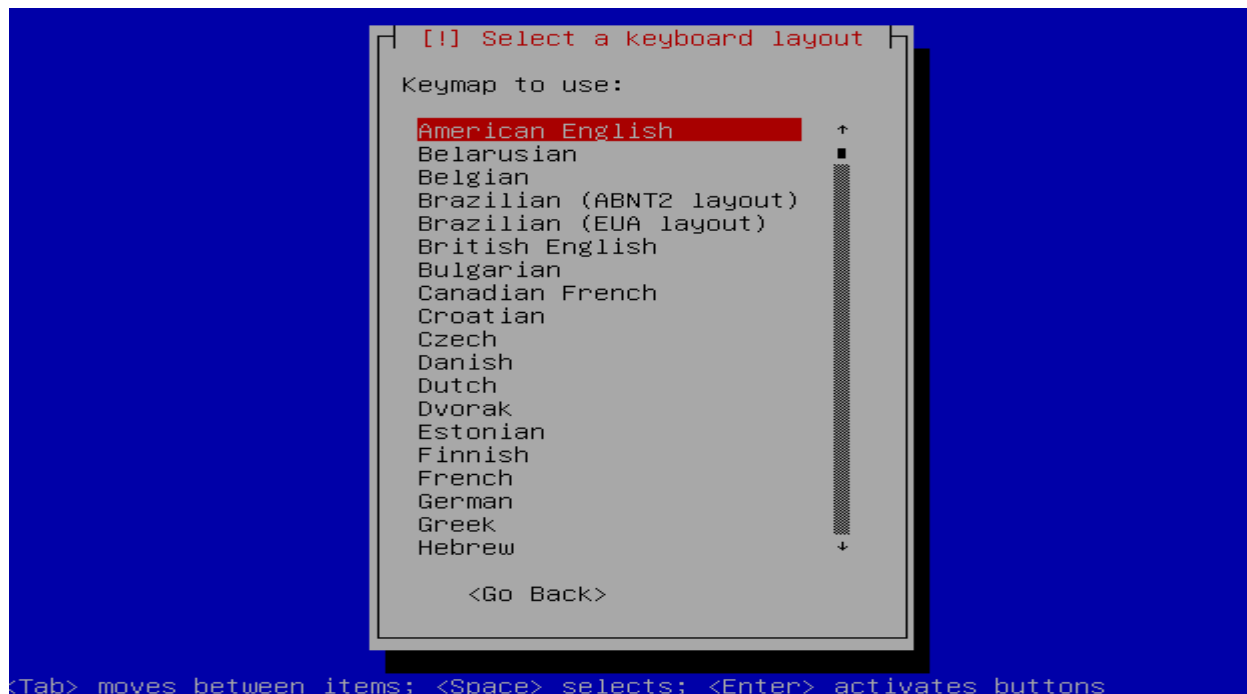 [!] Select a keyboard layout
Keymap to use:
American English
Belarusian
Belgian
Brazilian (ABNT2 layout)
Brazilian (EUA layout)
British English
Bulgarian
Canadian French
Croatian
Czech
Danish
Dutch
Dvorak
Estonian
Finnish
French
German
Greek
Hebrew
<Go Back>
<Tab> moves between items; <Space> selects; <Enter> activates buttons